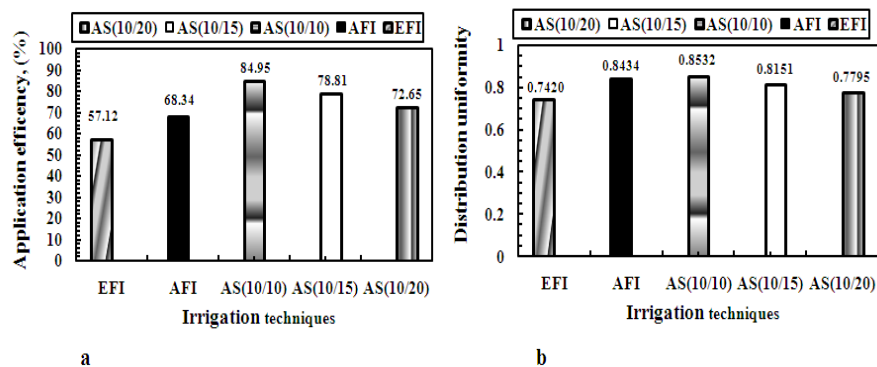 AS(10/20) AS(10/15) AS(10/10) AFI EFI
Application efficency, (%)
100
90
80
70
60
50
40
30
20
10
0
57.12
68.34
84.95
78.81
72.65
EFI AFI AS(10/10) AS(10/15) AS(10/20)
Irrigation techniques
a
AS(10/20) AS(10/15) AS(10/10) AFI EFI
Distribution uniformity
1
0.8
0.6
0.4
0.2
0
0.7420
0.8434
0.8532
0.8151
0.7795
EFI AFI AS(10/10) AS(10/15) AS(10/20)
Irrigation techniques
b